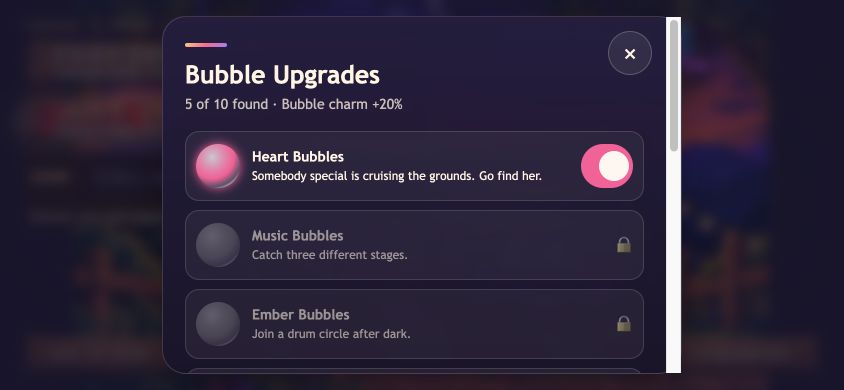 Bubble Upgrades
5 of 10 found · Bubble charm +20%
Heart Bubbles
Somebody special is cruising the grounds. Go find her.
Music Bubbles
Catch three different stages.
Ember Bubbles
Join a drum circle after dark.